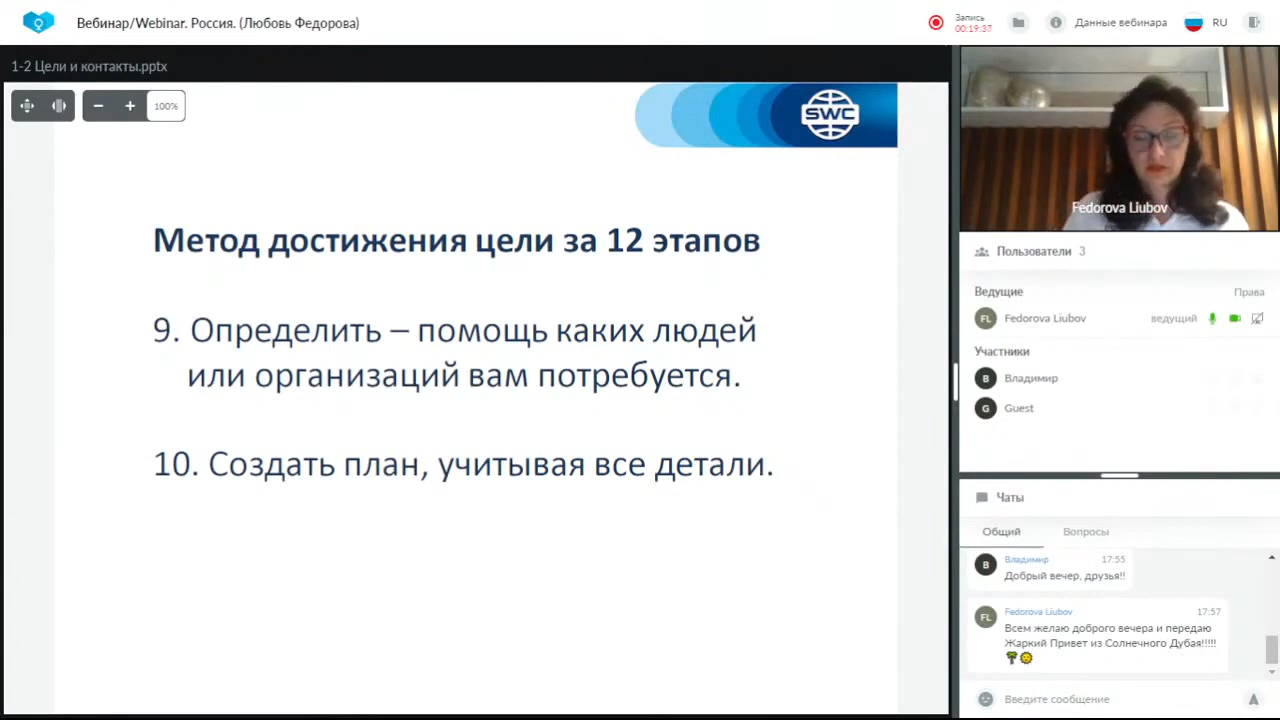 Вебинар/Webinar. Россия. (Любовь Федорова)
Запись
00:19:37
Данные вебинара
RU
1-2 Цели и контакты.pptx
100%
SWC
Метод достижения цели за 12 этапов
9. Определить – помощь каких людей
или организаций вам потребуется.
10. Создать план, учитывая все детали.
Fedorova Liubov
Пользователи 3
Ведущие Права
FL Fedorova Liubov ведущий
Участники
В Владимир
G Guest
Чаты
Общий Вопросы
В Владимир 17:55
Добрый вечер, друзья!!
FL Fedorova Liubov 17:57
Всем желаю доброго вечера и передаю
Жаркий Привет из Солнечного Дубая!!!!!
🌴🌞
Введите сообщение